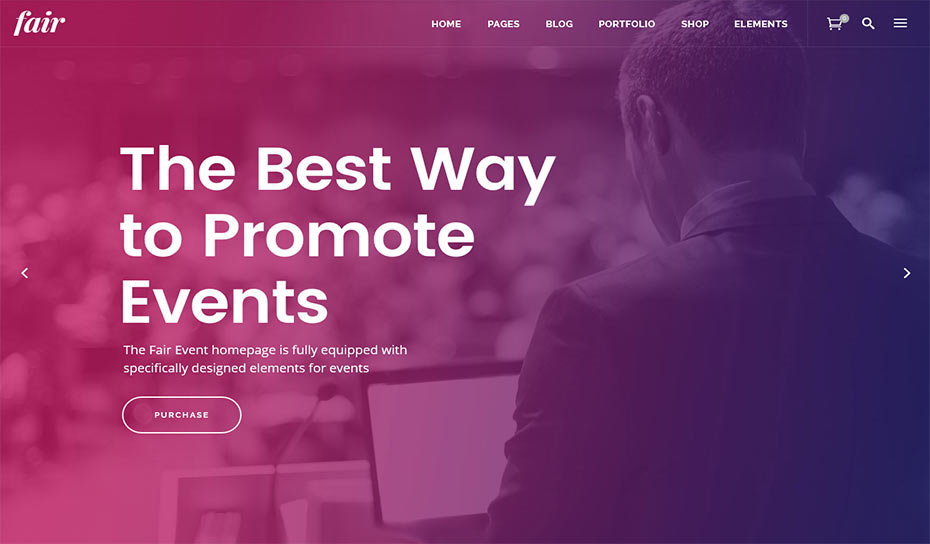 fair
HOME PAGES BLOG PORTFOLIO SHOP ELEMENTS
The Best Way
to Promote
Events
The Fair Event homepage is fully equipped with
specifically designed elements for events
PURCHASE